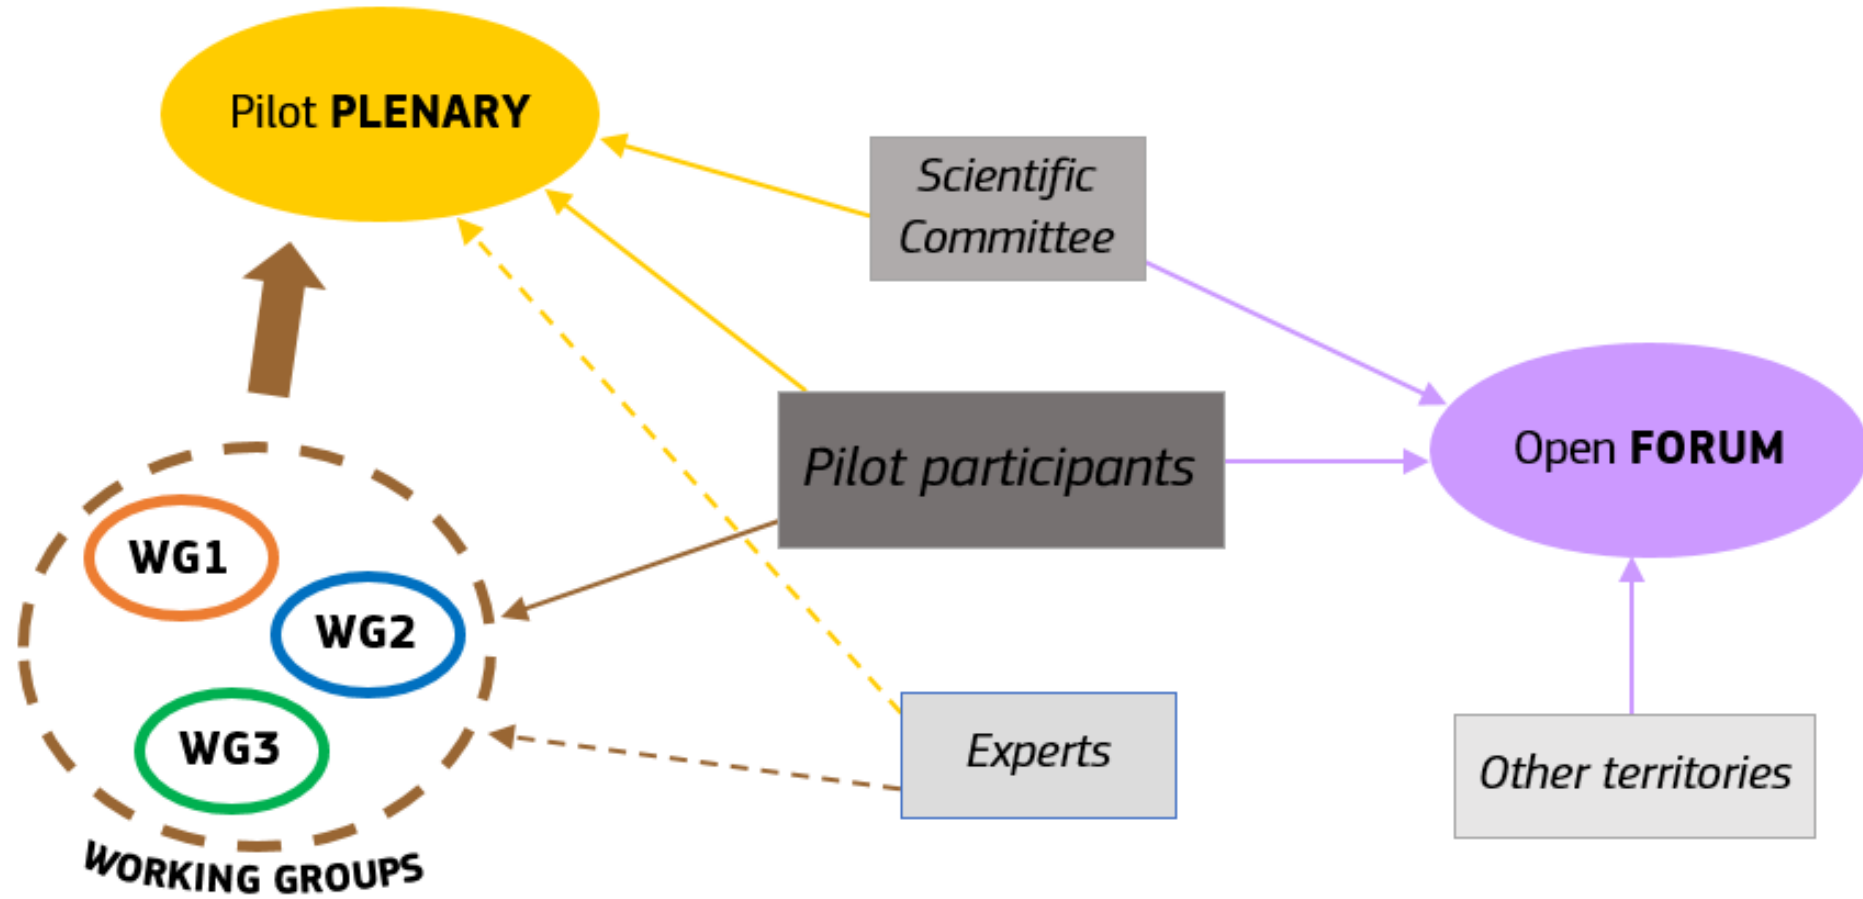 Pilot PLENARY
Scientific
Committee
Pilot participants
Open FORUM
WG1
WG2
WG3
Experts
Other territories
WORKING GROUPS